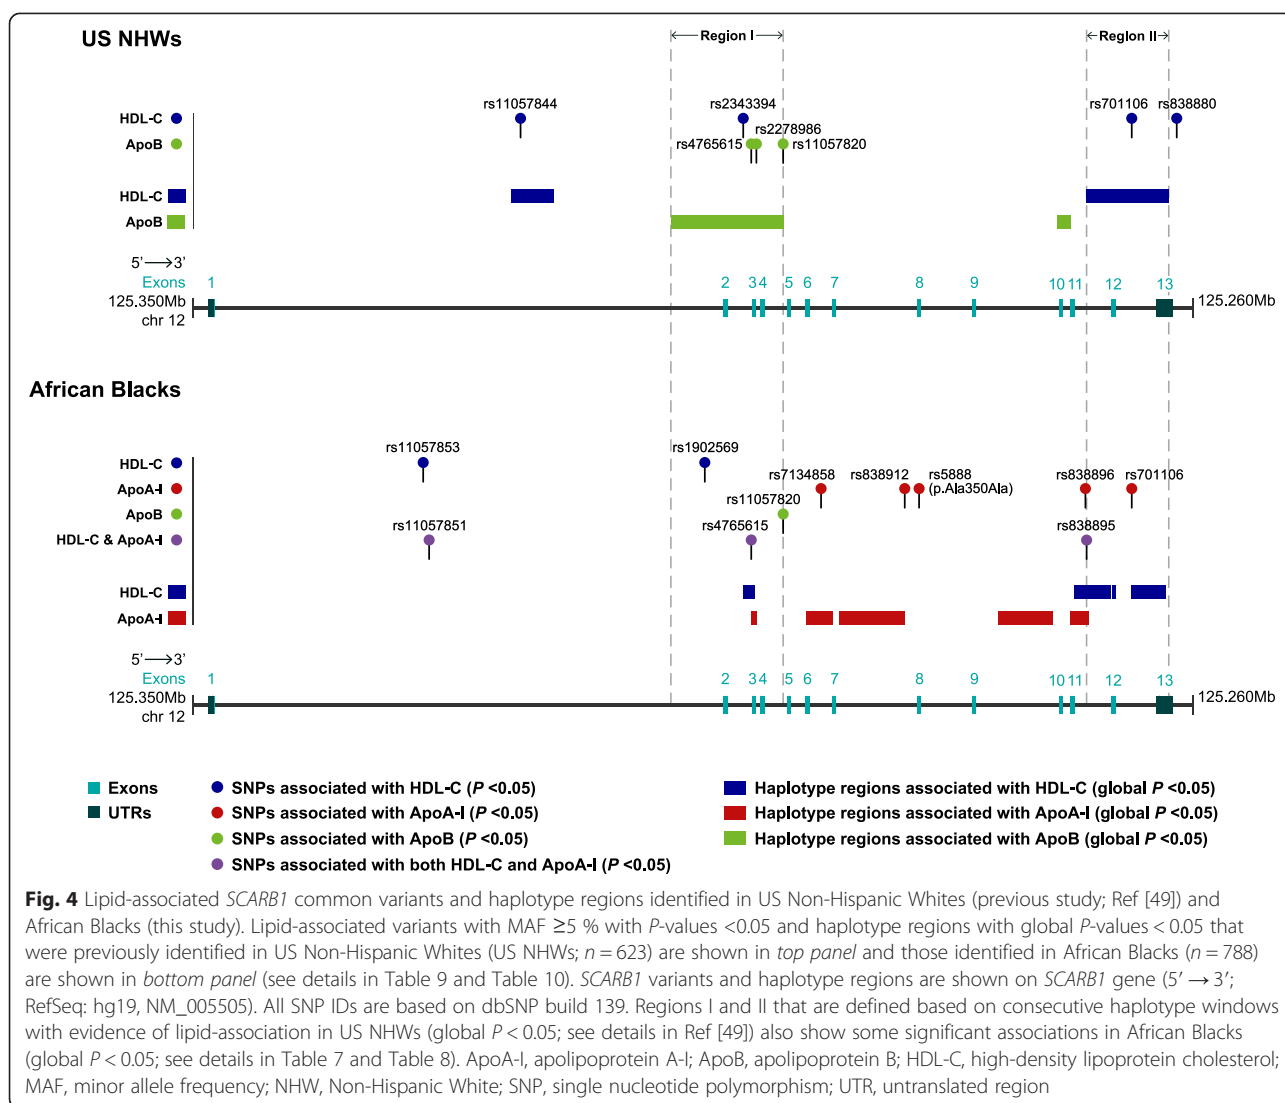 US NHWs
Region I
Region II
rs11057844
rs2343394
rs701106
rs838880
HDL-C
rs2278986
ApoB
rs4765615
rs11057820
HDL-C
ApoB
5’ → 3’
Exons 1 2 3 4 5 6 7 8 9 10 11 12 13
125.350Mb
125.260Mb
chr 12
African Blacks
rs11057853
rs1902569
HDL-C
rs7134858
rs838912
rs5888
rs838896
rs701106
ApoA-I
(p.Ala350Ala)
rs11057820
ApoB
rs11057851
rs4765615
rs838895
HDL-C & ApoA-I
HDL-C
ApoA-I
5’ → 3’
Exons 1 2 3 4 5 6 7 8 9 10 11 12 13
125.350Mb
125.260Mb
chr 12
Exons
UTRs
SNPs associated with HDL-C (P <0.05)
SNPs associated with ApoA-I (P <0.05)
SNPs associated with ApoB (P <0.05)
SNPs associated with both HDL-C and ApoA-I (P <0.05)
Haplotype regions associated with HDL-C (global P <0.05)
Haplotype regions associated with ApoA-I (global P <0.05)
Haplotype regions associated with ApoB (global P <0.05)
Fig. 4 Lipid-associated SCARB1 common variants and haplotype regions identified in US Non-Hispanic Whites (previous study; Ref [49]) and
African Blacks (this study). Lipid-associated variants with MAF ≥5 % with P-values <0.05 and haplotype regions with global P-values < 0.05 that
were previously identified in US Non-Hispanic Whites (US NHWs; n = 623) are shown in top panel and those identified in African Blacks (n = 788)
are shown in bottom panel (see details in Table 9 and Table 10). SCARB1 variants and haplotype regions are shown on SCARB1 gene (5′ → 3′;
RefSeq: hg19, NM_005505). All SNP IDs are based on dbSNP build 139. Regions I and II that are defined based on consecutive haplotype windows
with evidence of lipid-association in US NHWs (global P < 0.05; see details in Ref [49]) also show some significant associations in African Blacks
(global P < 0.05; see details in Table 7 and Table 8). ApoA-I, apolipoprotein A-I; ApoB, apolipoprotein B; HDL-C, high-density lipoprotein cholesterol;
MAF, minor allele frequency; NHW, Non-Hispanic White; SNP, single nucleotide polymorphism; UTR, untranslated region